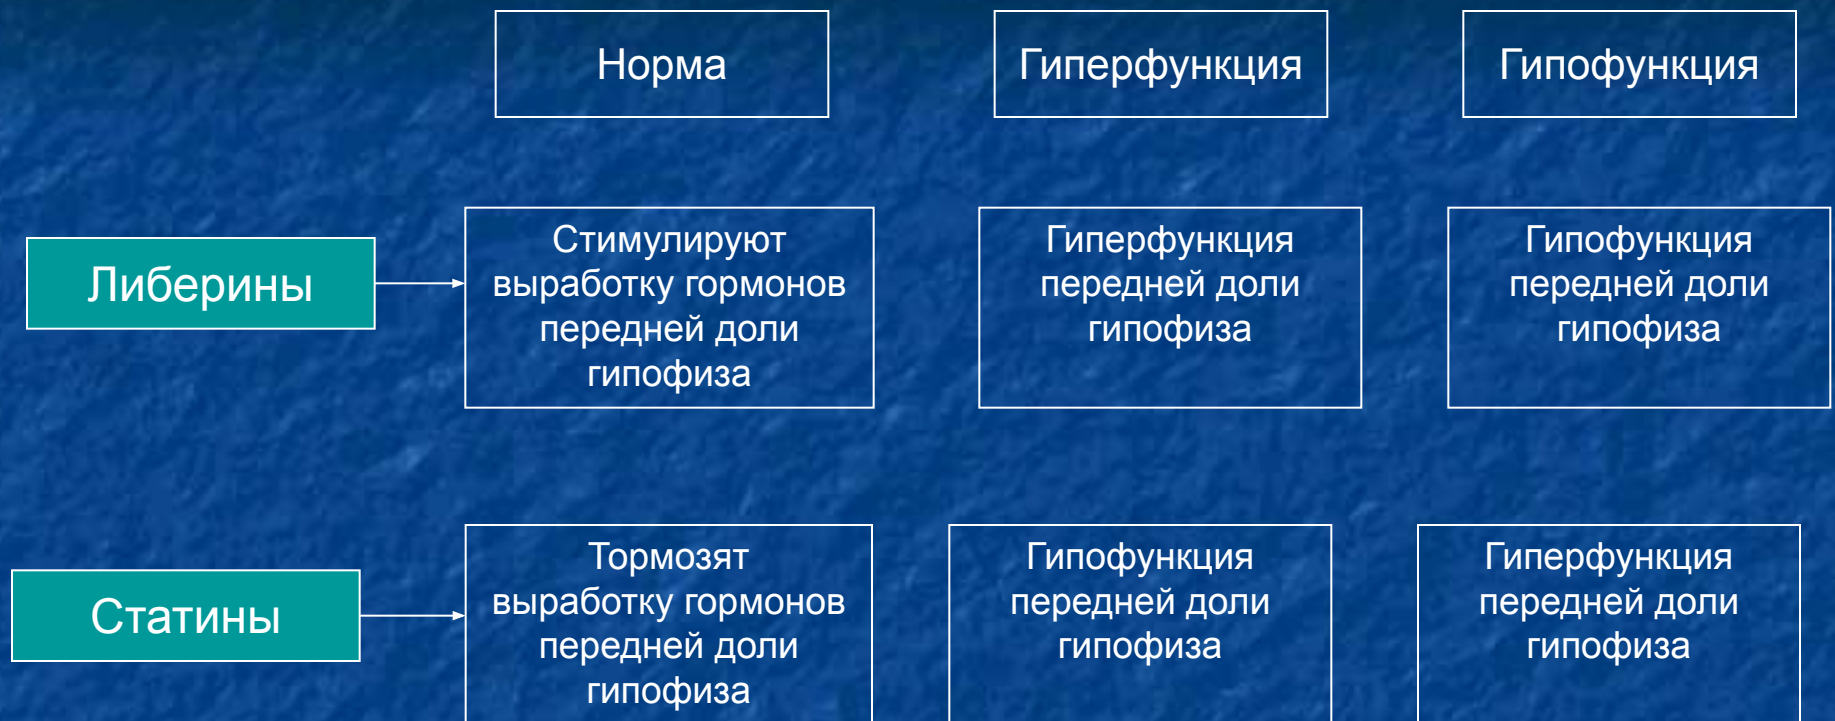 Норма
Гиперфункция
Гипофункция
Либерины
Стимулируют
выработку гормонов
передней доли
гипофиза
Гиперфункция
передней доли
гипофиза
Гипофункция
передней доли
гипофиза
Статины
Тормозят
выработку гормонов
передней доли
гипофиза
Гипофункция
передней доли
гипофиза
Гиперфункция
передней доли
гипофиза